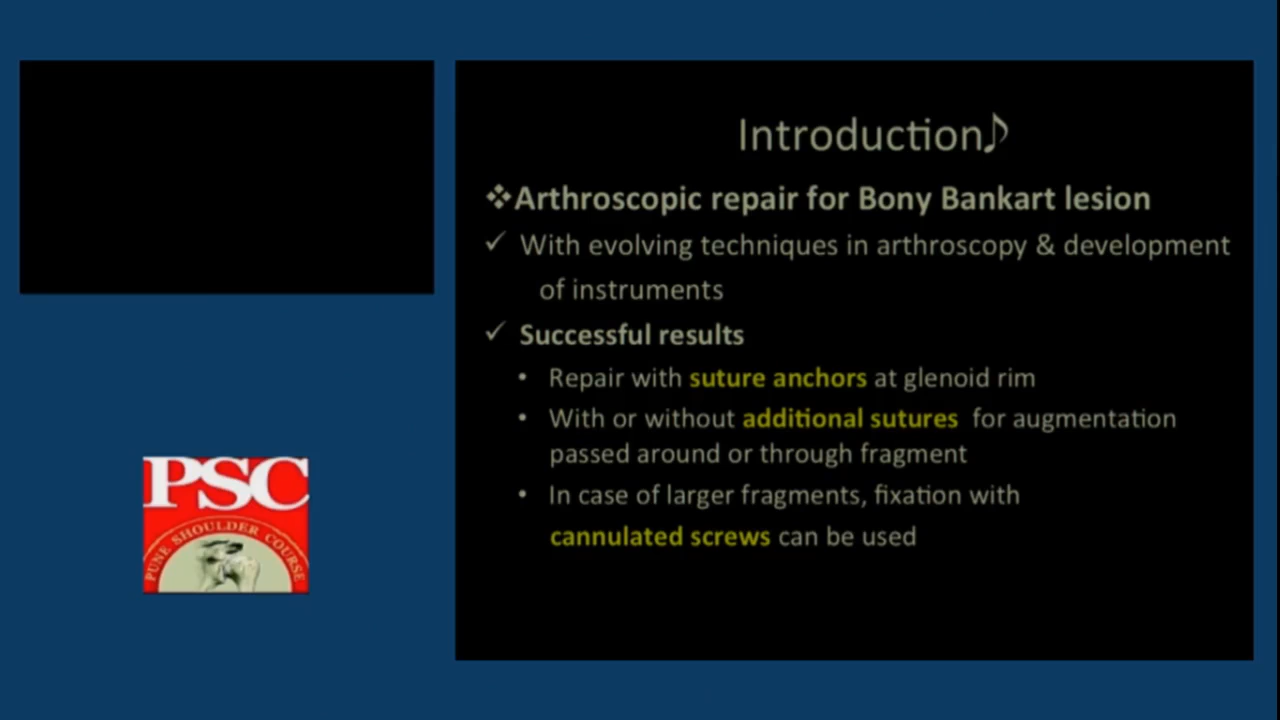 Introduction♪
❖Arthroscopic repair for Bony Bankart lesion
✓ With evolving techniques in arthroscopy & development
of instruments
✓ Successful results
• Repair with suture anchors at glenoid rim
• With or without additional sutures for augmentation
passed around or through fragment
• In case of larger fragments, fixation with
cannulated screws can be used
PSC
PUNE SHOULDER COURSE